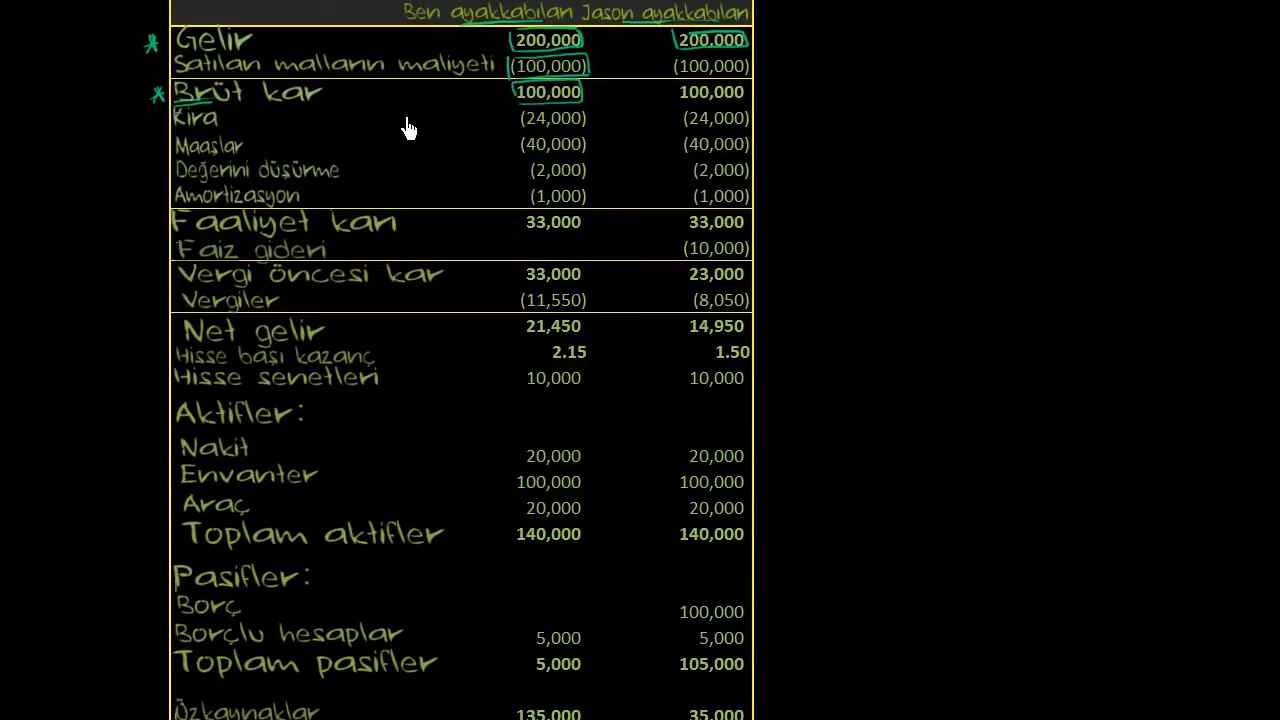 Ben ayakkabıları Jason ayakkabıları
Gelir 200,000 200,000
Satılan malların maliyeti (100,000) (100,000)
Brüt kar 100,000 100,000
Kira (24,000) (24,000)
Maaşlar (40,000) (40,000)
Değerini düşürme (2,000) (2,000)
Amortizasyon (1,000) (1,000)
Faaliyet karı 33,000 33,000
Faiz gideri (10,000)
Vergi öncesi kar 33,000 23,000
Vergiler (11,550) (8,050)
Net gelir 21,450 14,950
Hisse başı kazanç 2.15 1.50
Hisse senetleri 10,000 10,000
Aktifler:
Nakit 20,000 20,000
Envanter 100,000 100,000
Araç 20,000 20,000
Toplam aktifler 140,000 140,000
Pasifler:
Borç 100,000
Borçlu hesaplar 5,000 5,000
Toplam pasifler 5,000 105,000
Özkaynaklar 135,000 35,000